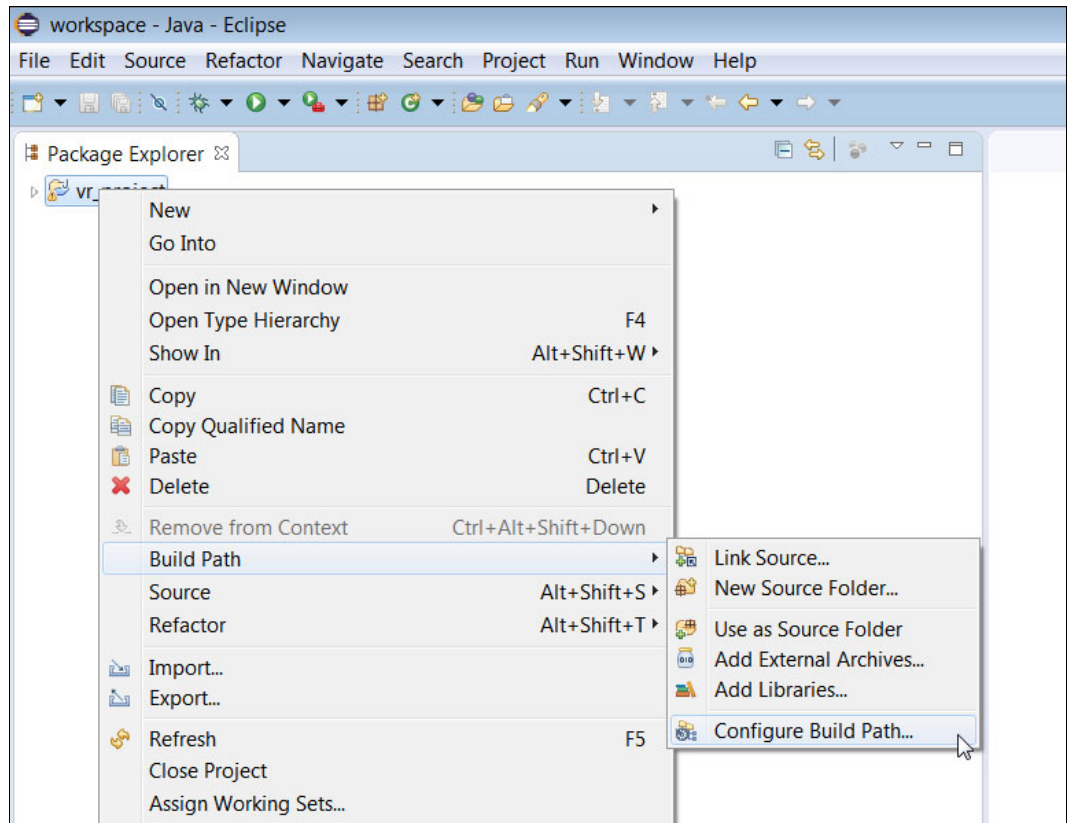 workspace - Java - Eclipse
File Edit Source Refactor Navigate Search Project Run Window Help
Package Explorer
vr_project
New
Go Into
Open in New Window
Open Type Hierarchy F4
Show In Alt+Shift+W
Copy Ctrl+C
Copy Qualified Name
Paste Ctrl+V
Delete Delete
Remove from Context Ctrl+Alt+Shift+Down
Build Path
Source Alt+Shift+S
Refactor Alt+Shift+T
Import...
Export...
Refresh F5
Close Project
Assign Working Sets...
Link Source...
New Source Folder...
Use as Source Folder
Add External Archives...
Add Libraries...
Configure Build Path...